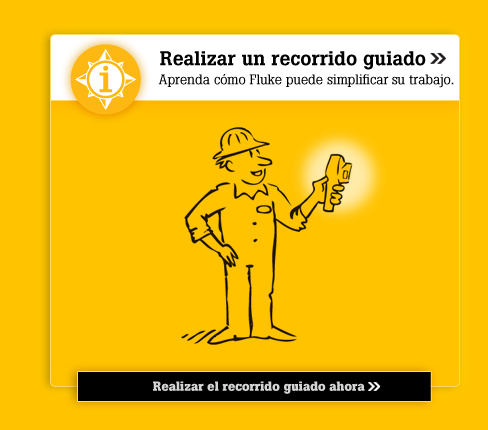 Realizar un recorrido guiado »
Aprenda cómo Fluke puede simplificar su trabajo.
i
Realizar el recorrido guiado ahora »